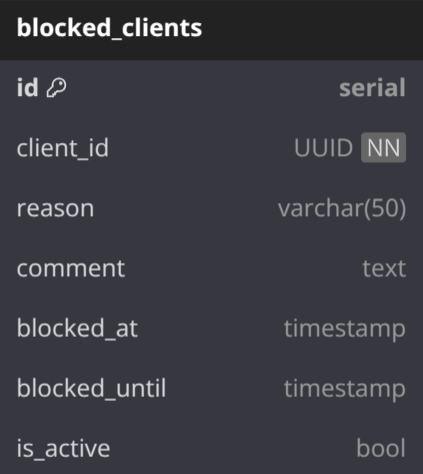 blocked_clients
id serial
client_id UUID NN
reason varchar(50)
comment text
blocked_at timestamp
blocked_until timestamp
is_active bool